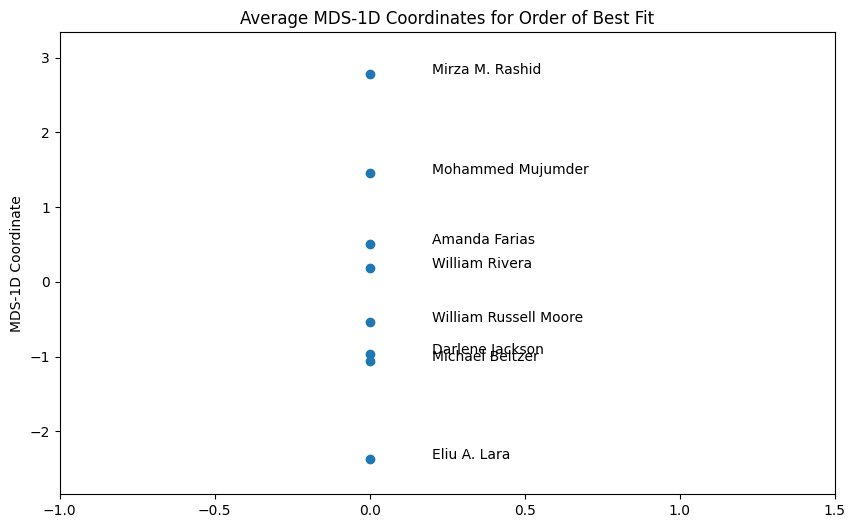 Average MDS-1D Coordinates for Order of Best Fit
MDS-1D Coordinate
3
2
1
0
−1
−2
Mirza M. Rashid
Mohammed Mujumder
Amanda Farias
William Rivera
William Russell Moore
Darlene Jackson
Michael Beltzer
Eliu A. Lara
−1.0 −0.5 0.0 0.5 1.0 1.5